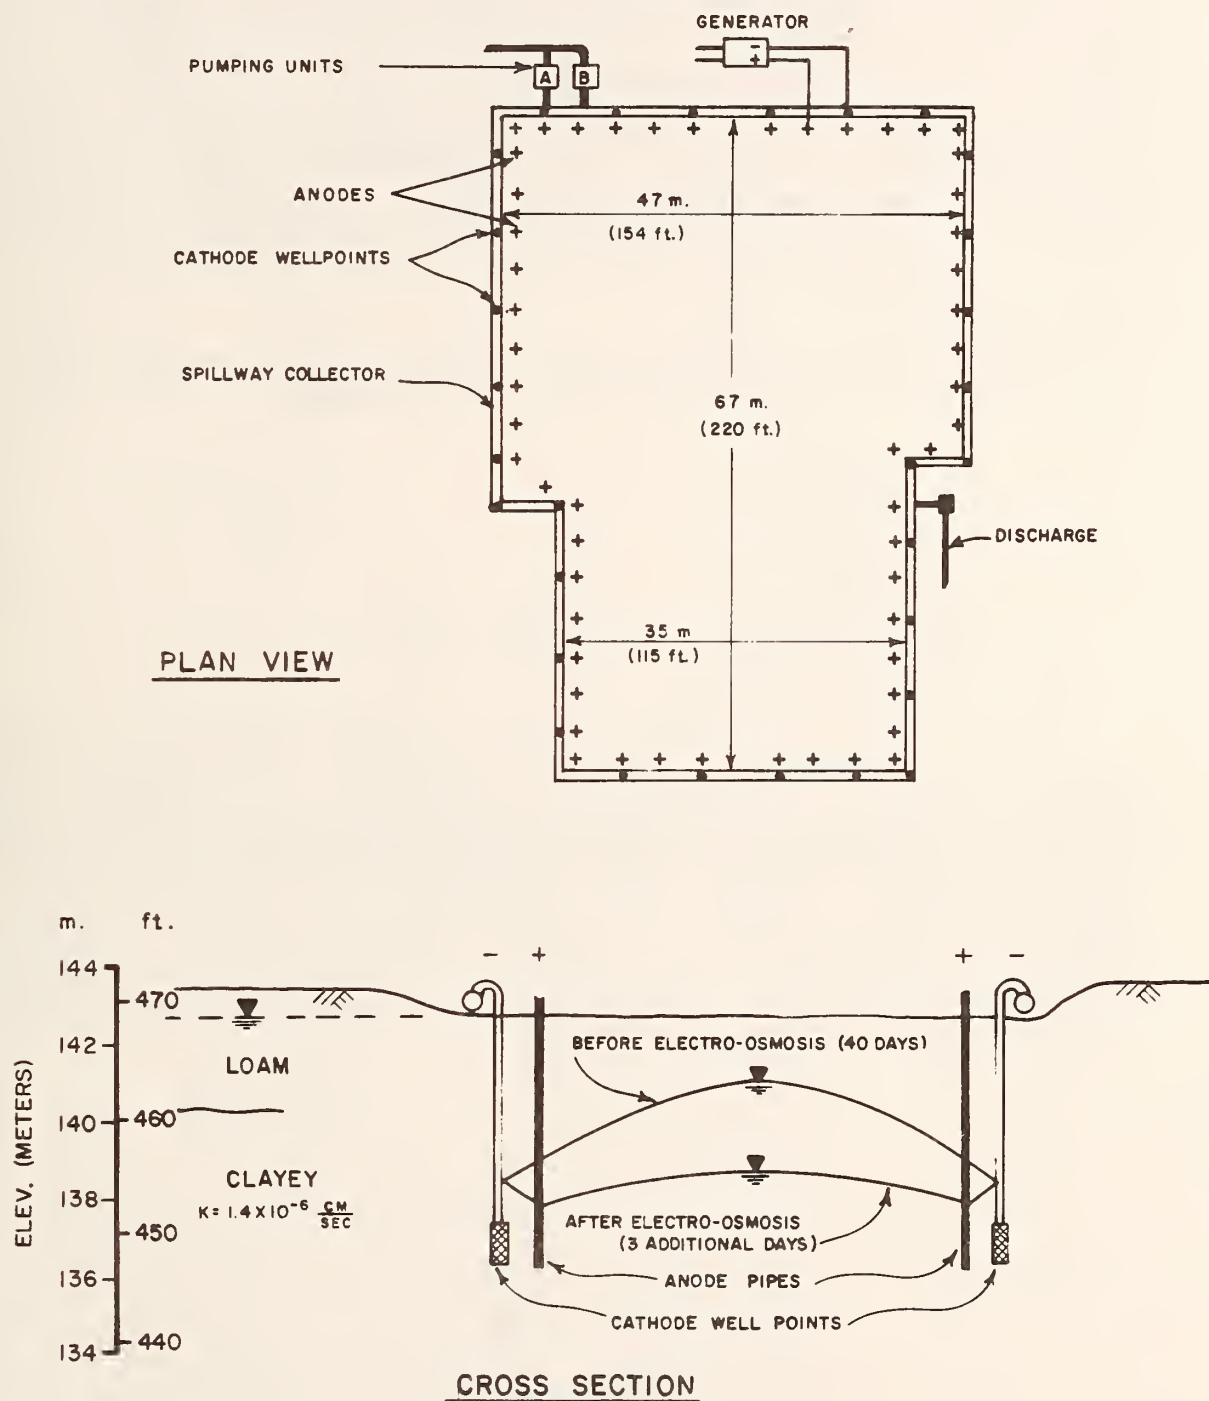 GENERATOR
- +
PUMPING UNITS
A B
ANODES
47 m.
(154 ft.)
CATHODE WELLPOINTS
SPILLWAY COLLECTOR
67 m.
(220 ft.)
DISCHARGE
35 m
(115 ft.)
PLAN VIEW
m. ft.
- + + -
144
470
142
BEFORE ELECTRO-OSMOSIS (40 DAYS)
LOAM
140
460
ELEV. (METERS)
CLAYEY
138
K= 1.4 X 10⁻⁶ CM/SEC
AFTER ELECTRO-OSMOSIS
(3 ADDITIONAL DAYS)
450
136
ANODE PIPES
CATHODE WELL POINTS
440
134
CROSS SECTION